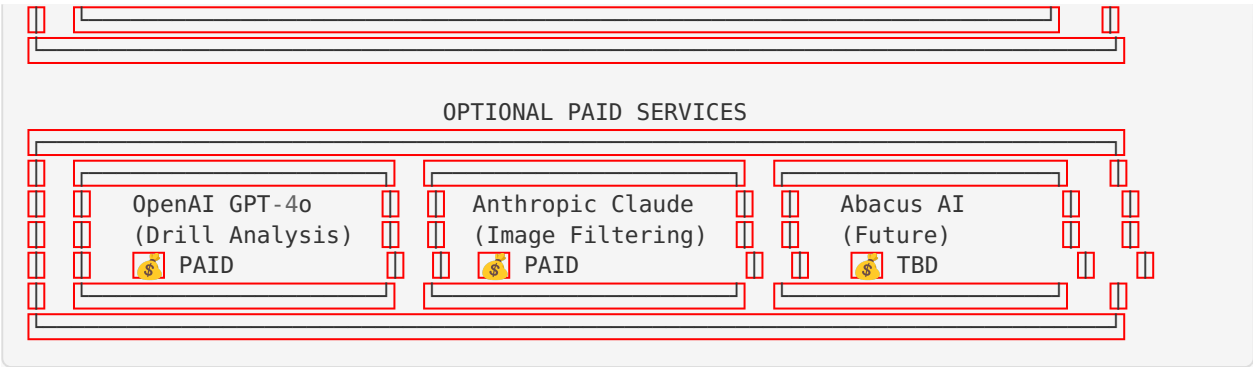 OPTIONAL PAID SERVICES
OpenAI GPT-4o Anthropic Claude Abacus AI
(Drill Analysis) (Image Filtering) (Future)
💰 PAID 💰 PAID 💰 TBD